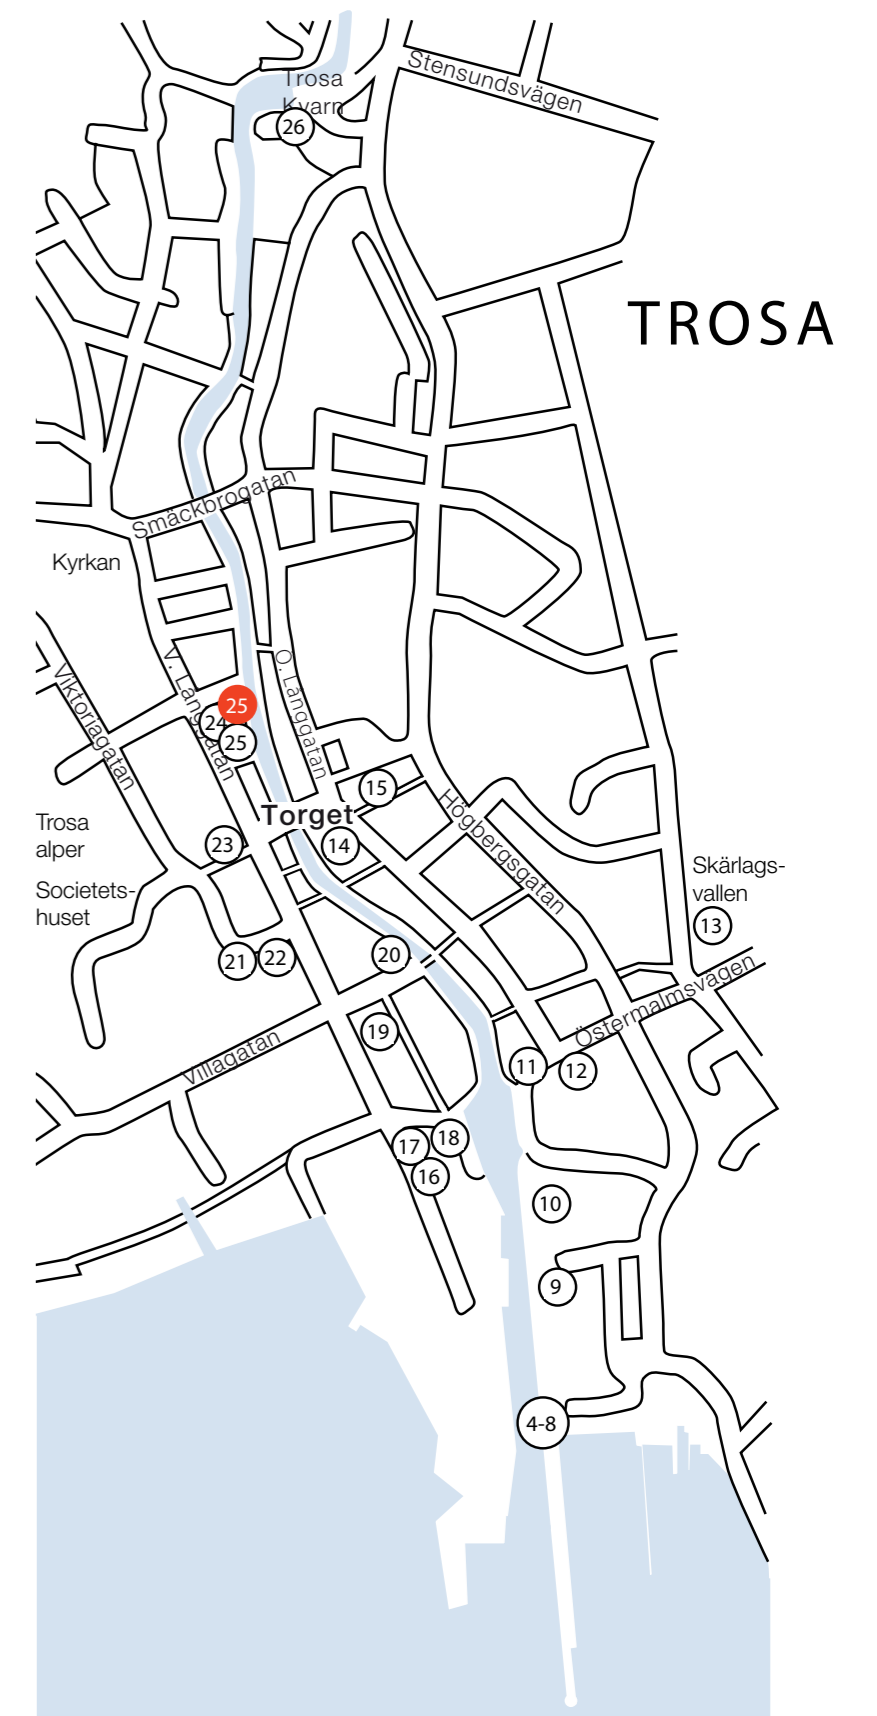 Stensundsvägen
Trosa
Kvarn
26
TROSA
Smäckbrogatan
Kyrkan
V. Långgatan
Ö. Långgatan
Viktoriagatan
25
24
25
15
Torget
Högbergsgatan
Trosa
alper
23
14
Societets-
huset
Skärlags-
vallen
13
21
22
20
Östermalmsvägen
19
Villagatan
11
12
17
18
16
10
9
4-8